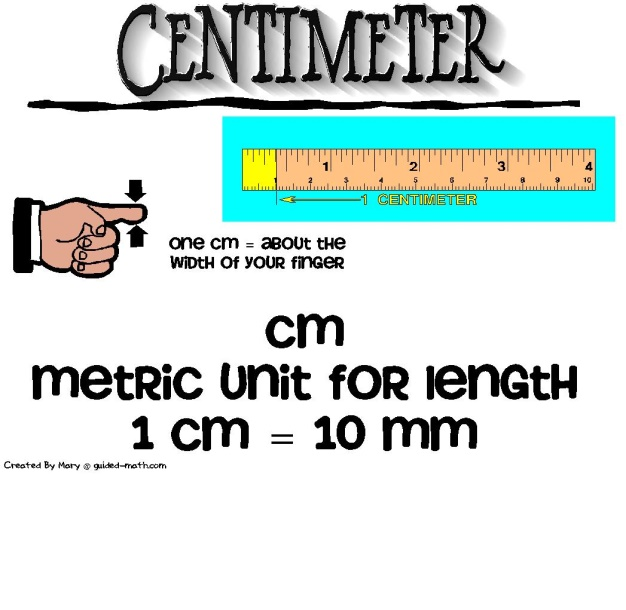 CENTIMETER
1 2 3 4
1 2 3 4 5 6 7 8 9 10
1 CENTIMETER
one cm = about the
width of your finger
cm
metric unit for length
1 cm = 10 mm
Created By Mary @ guided-math.com